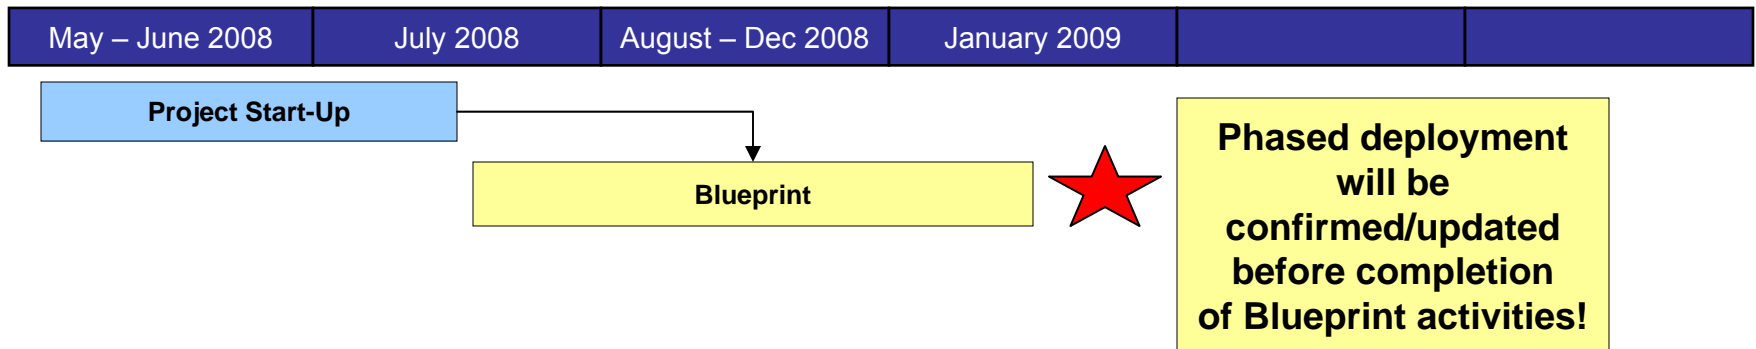 May – June 2008 July 2008 August – Dec 2008 January 2009
Project Start-Up
Blueprint
Phased deployment
will be
confirmed/updated
before completion
of Blueprint activities!